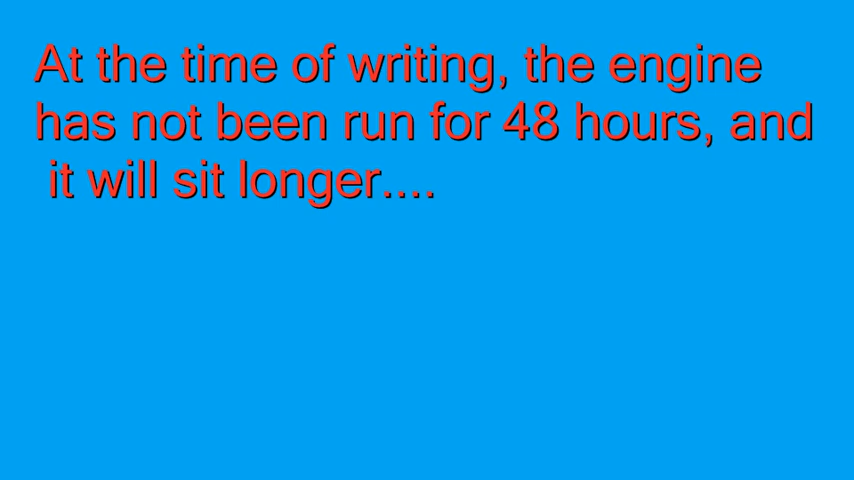 At the time of writing, the engine
has not been run for 48 hours, and
it will sit longer....